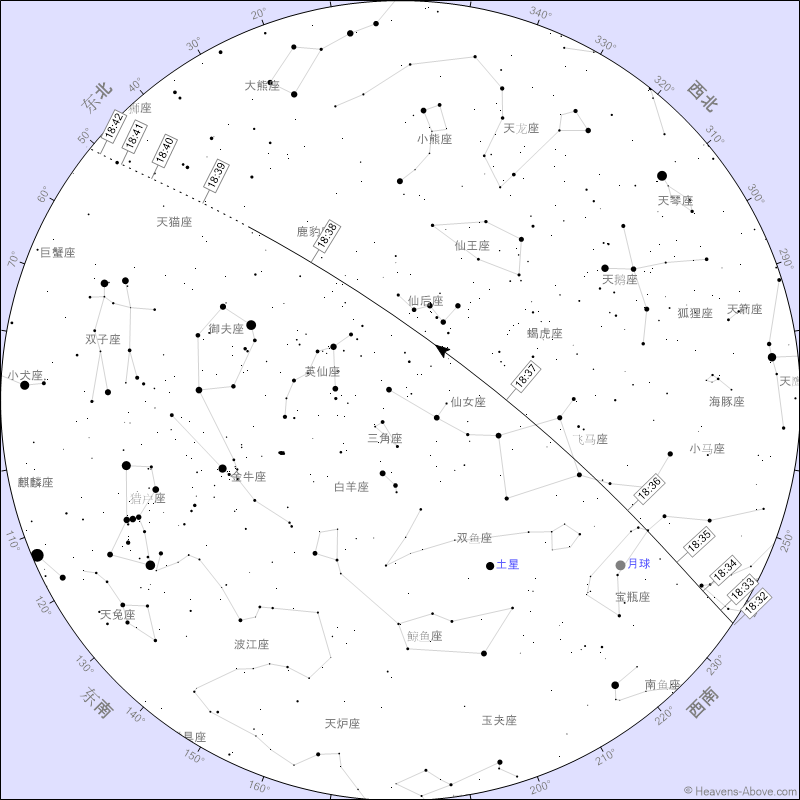 20°
340°
30°
330°
大熊座
40°
320°
东北
西北
狮座
天龙座
18:42
18:41
小熊座
310°
50°
18:40
18:39
60°
300°
天琴座
天猫座
鹿豹
18:38
仙王座
巨蟹座
70°
290°
天鹅座
仙后座
狐狸座
天箭座
御夫座
蝎虎座
双子座
英仙座
小犬座
18:37
仙女座
海豚座
三角座
飞马座
小马座
金牛座
麒麟座
白羊座
18:36
猎户座
双鱼座
18:35
110°
250°
土星
月球
18:34
18:33
宝瓶座
18:32
120°
天兔座
鲸鱼座
波江座
130°
230°
南鱼座
东南
西南
140°
220°
天炉座
玉夫座
150°
210°
160°
200°
© Heavens-Above.com